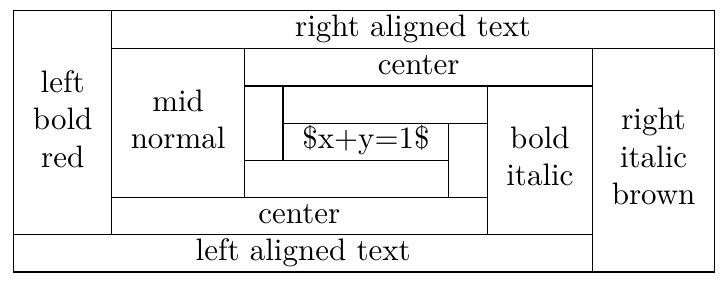 right aligned text
left
bold
red
mid
normal
center
$x+y=1$
bold
italic
right
italic
brown
center
left aligned text